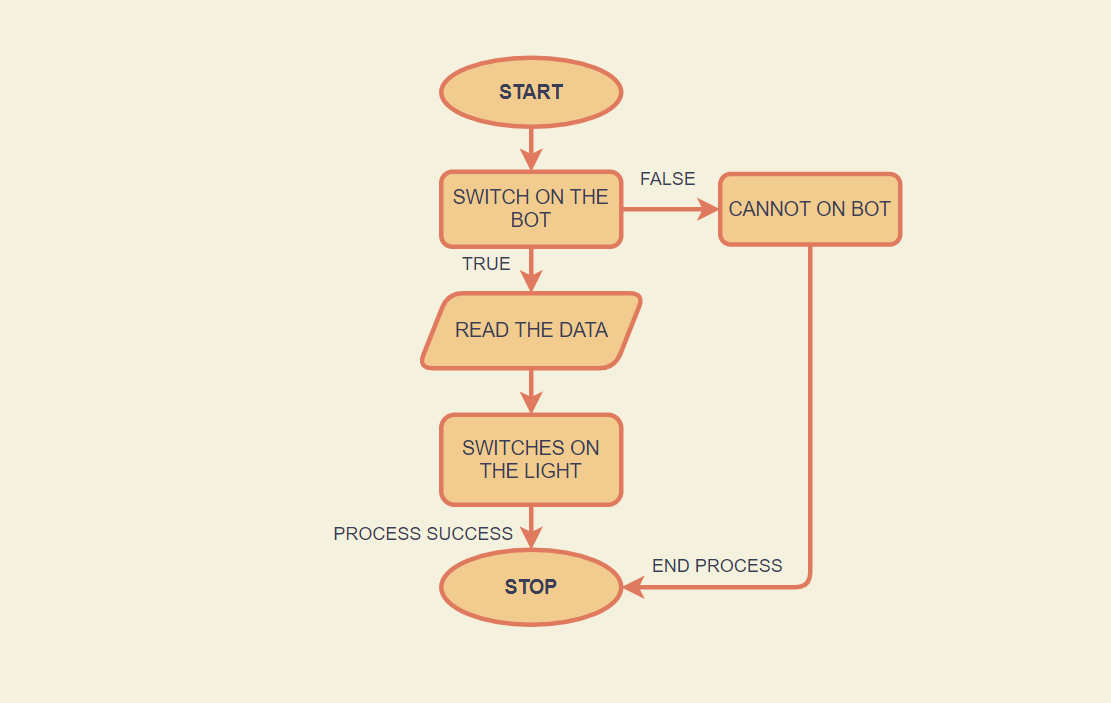 START
SWITCH ON THE
BOT
FALSE
CANNOT ON BOT
TRUE
READ THE DATA
SWITCHES ON
THE LIGHT
PROCESS SUCCESS
END PROCESS
STOP